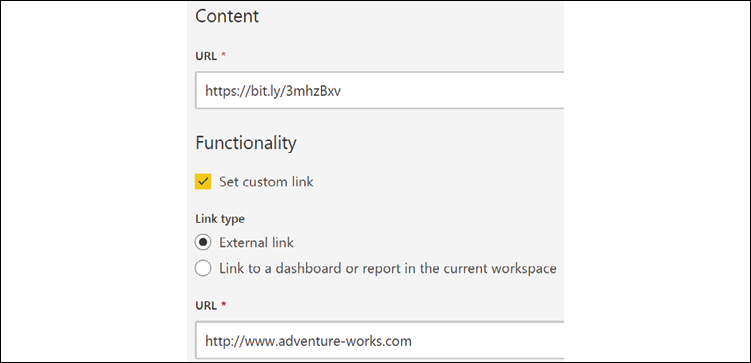 Content
URL *
https://bit.ly/3mhzBxv
Functionality
Set custom link
Link type
External link
Link to a dashboard or report in the current workspace
URL *
http://www.adventure-works.com